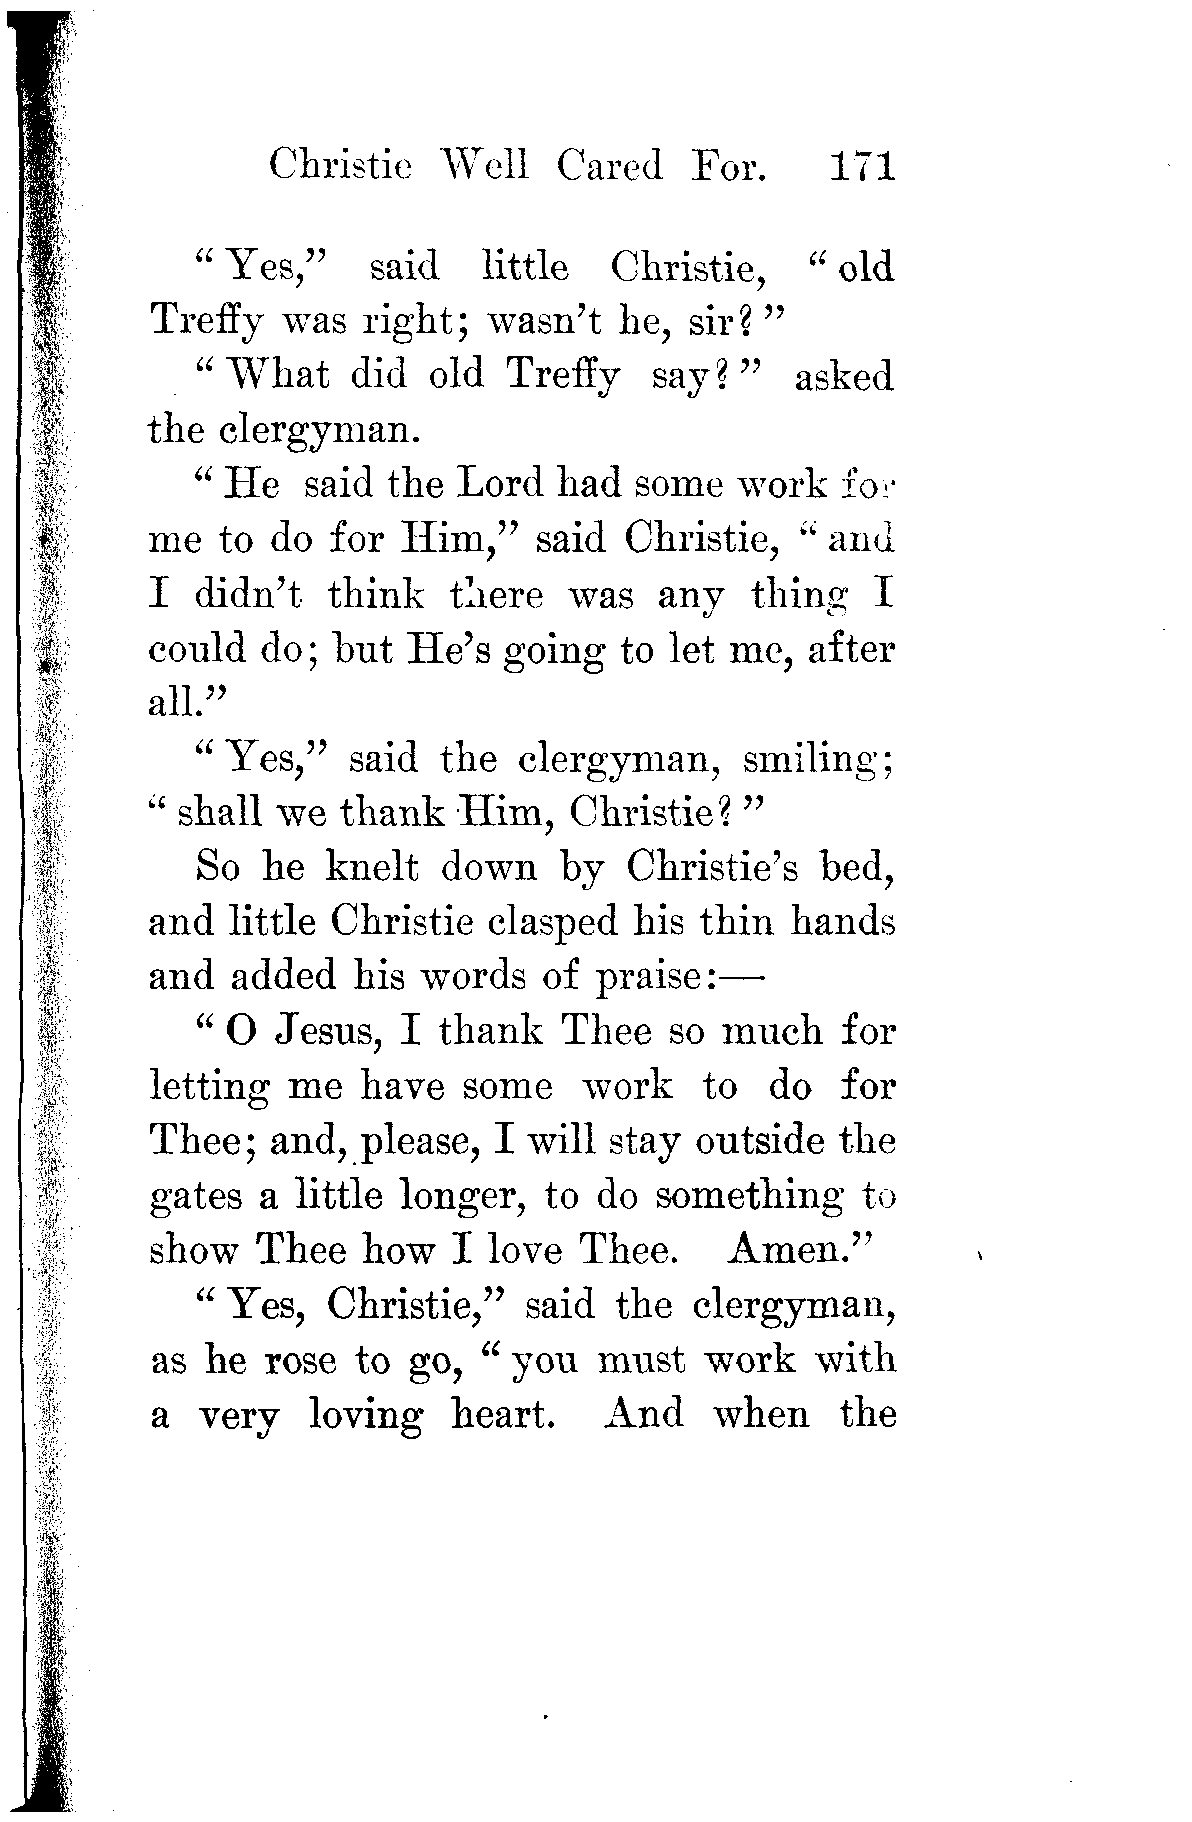 Christie Well Cared For. 171
“ Yes,” said little Christie, “ old
Treffy was right; wasn’t he, sir? ”
“ What did old Treffy say? ” asked
the clergyman.
“ He said the Lord had some work for
me to do for Him,” said Christie, “ and
I didn’t think there was any thing I
could do; but He’s going to let me, after
all.”
“ Yes,” said the clergyman, smiling;
“ shall we thank Him, Christie? ”
So he knelt down by Christie’s bed,
and little Christie clasped his thin hands
and added his words of praise:—
“ O Jesus, I thank Thee so much for
letting me have some work to do for
Thee; and, please, I will stay outside the
gates a little longer, to do something to
show Thee how I love Thee. Amen.”
“ Yes, Christie,” said the clergyman,
as he rose to go, “ you must work with
a very loving heart. And when the